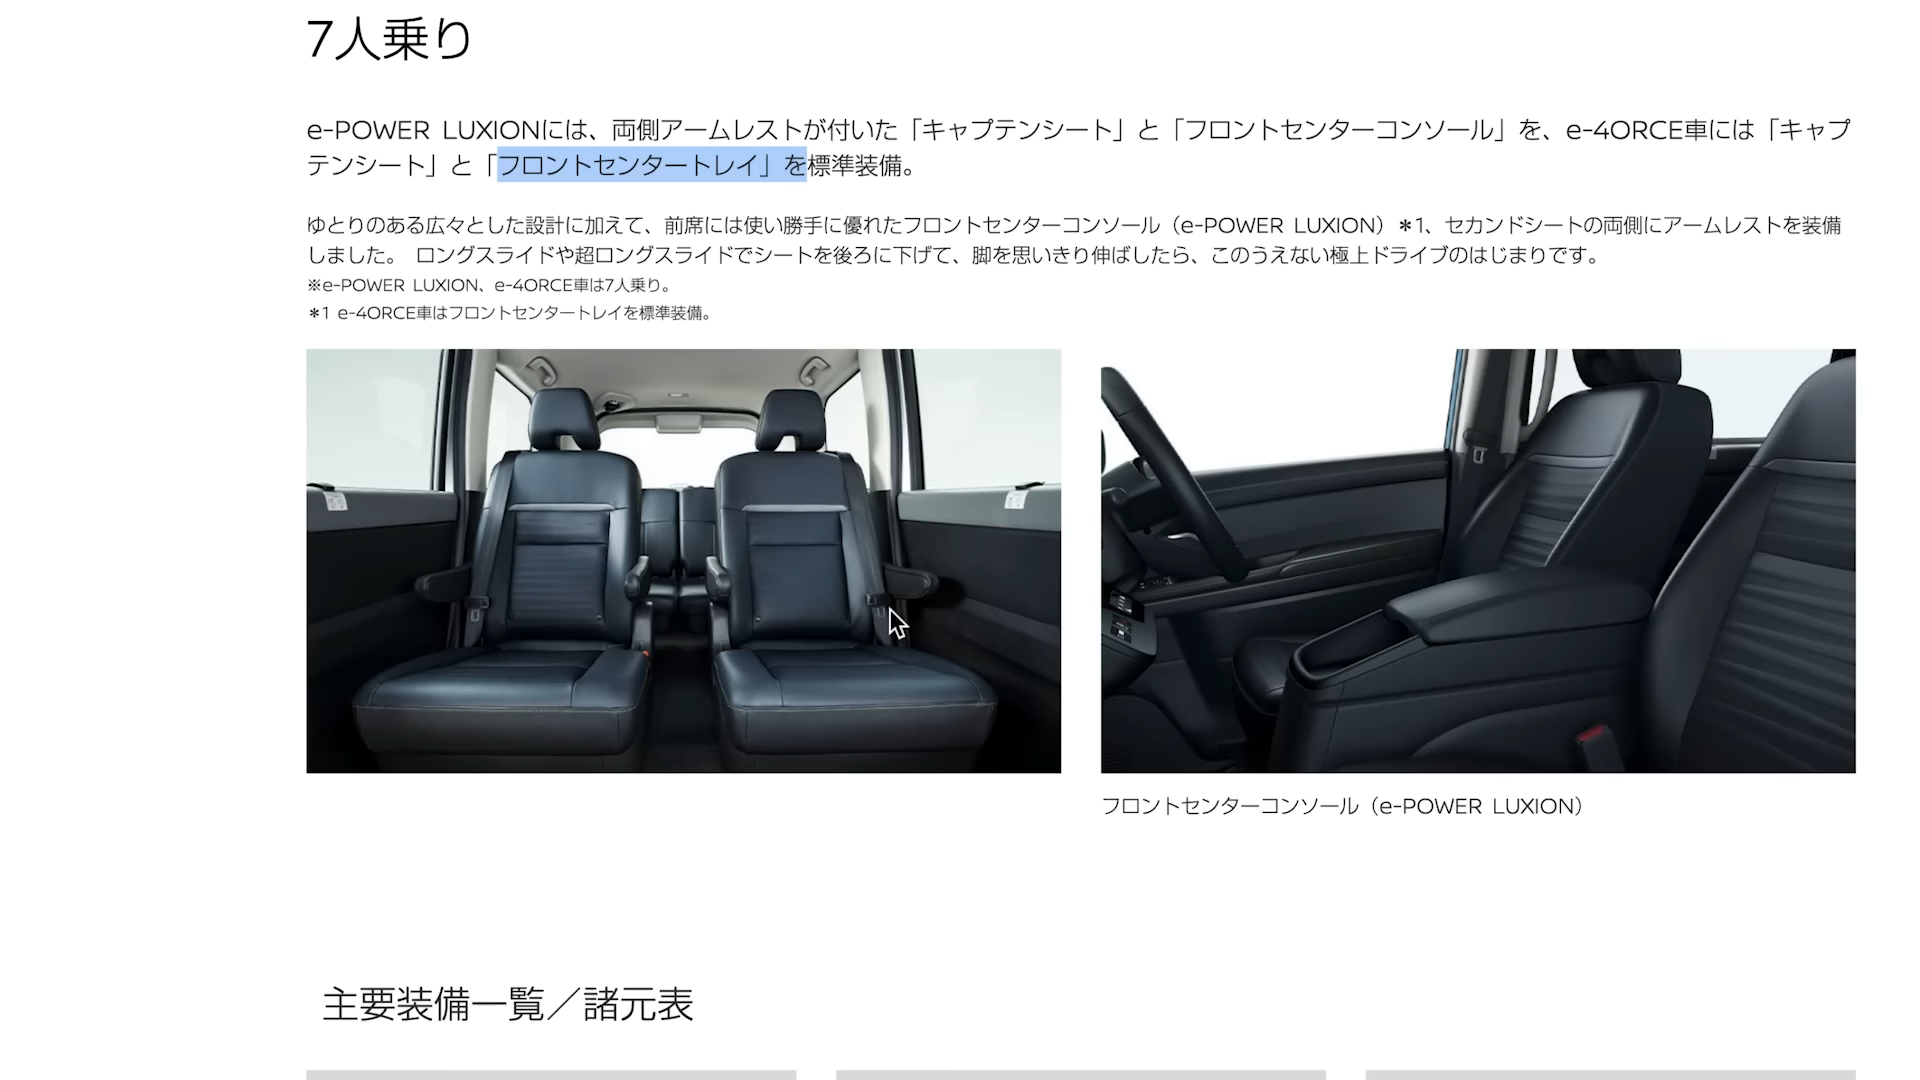 7人乗り
e-POWER LUXIONには、両側アームレストが付いた「キャプテンシート」と「フロントセンターコンソール」を、e-4ORCE車には「キャプ
テンシート」と「フロントセンタートレイ」を標準装備。
ゆとりのある広々とした設計に加えて、前席には使い勝手に優れたフロントセンターコンソール（e-POWER LUXION）＊1、セカンドシートの両側にアームレストを装備
しました。 ロングスライドや超ロングスライドでシートを後ろに下げて、脚を思いきり伸ばしたら、このうえない極上ドライブのはじまりです。
※e-POWER LUXION、e-4ORCE車は7人乗り。
＊1 e-4ORCE車はフロントセンタートレイを標準装備。
フロントセンターコンソール（e-POWER LUXION）
主要装備一覧／諸元表